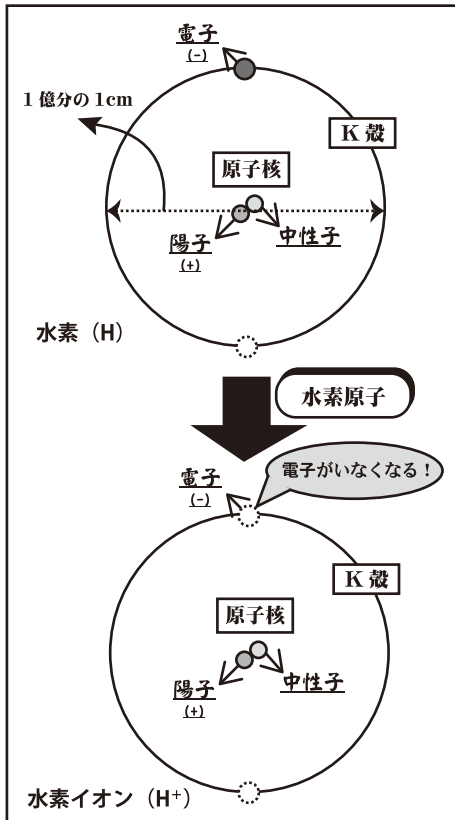 電子
(-)
1億分の1cm
K殻
原子核
陽子
(+)
中性子
水素（H）
水素原子
電子がいなくなる！
電子
(-)
K殻
原子核
陽子
(+)
中性子
水素イオン（H⁺）